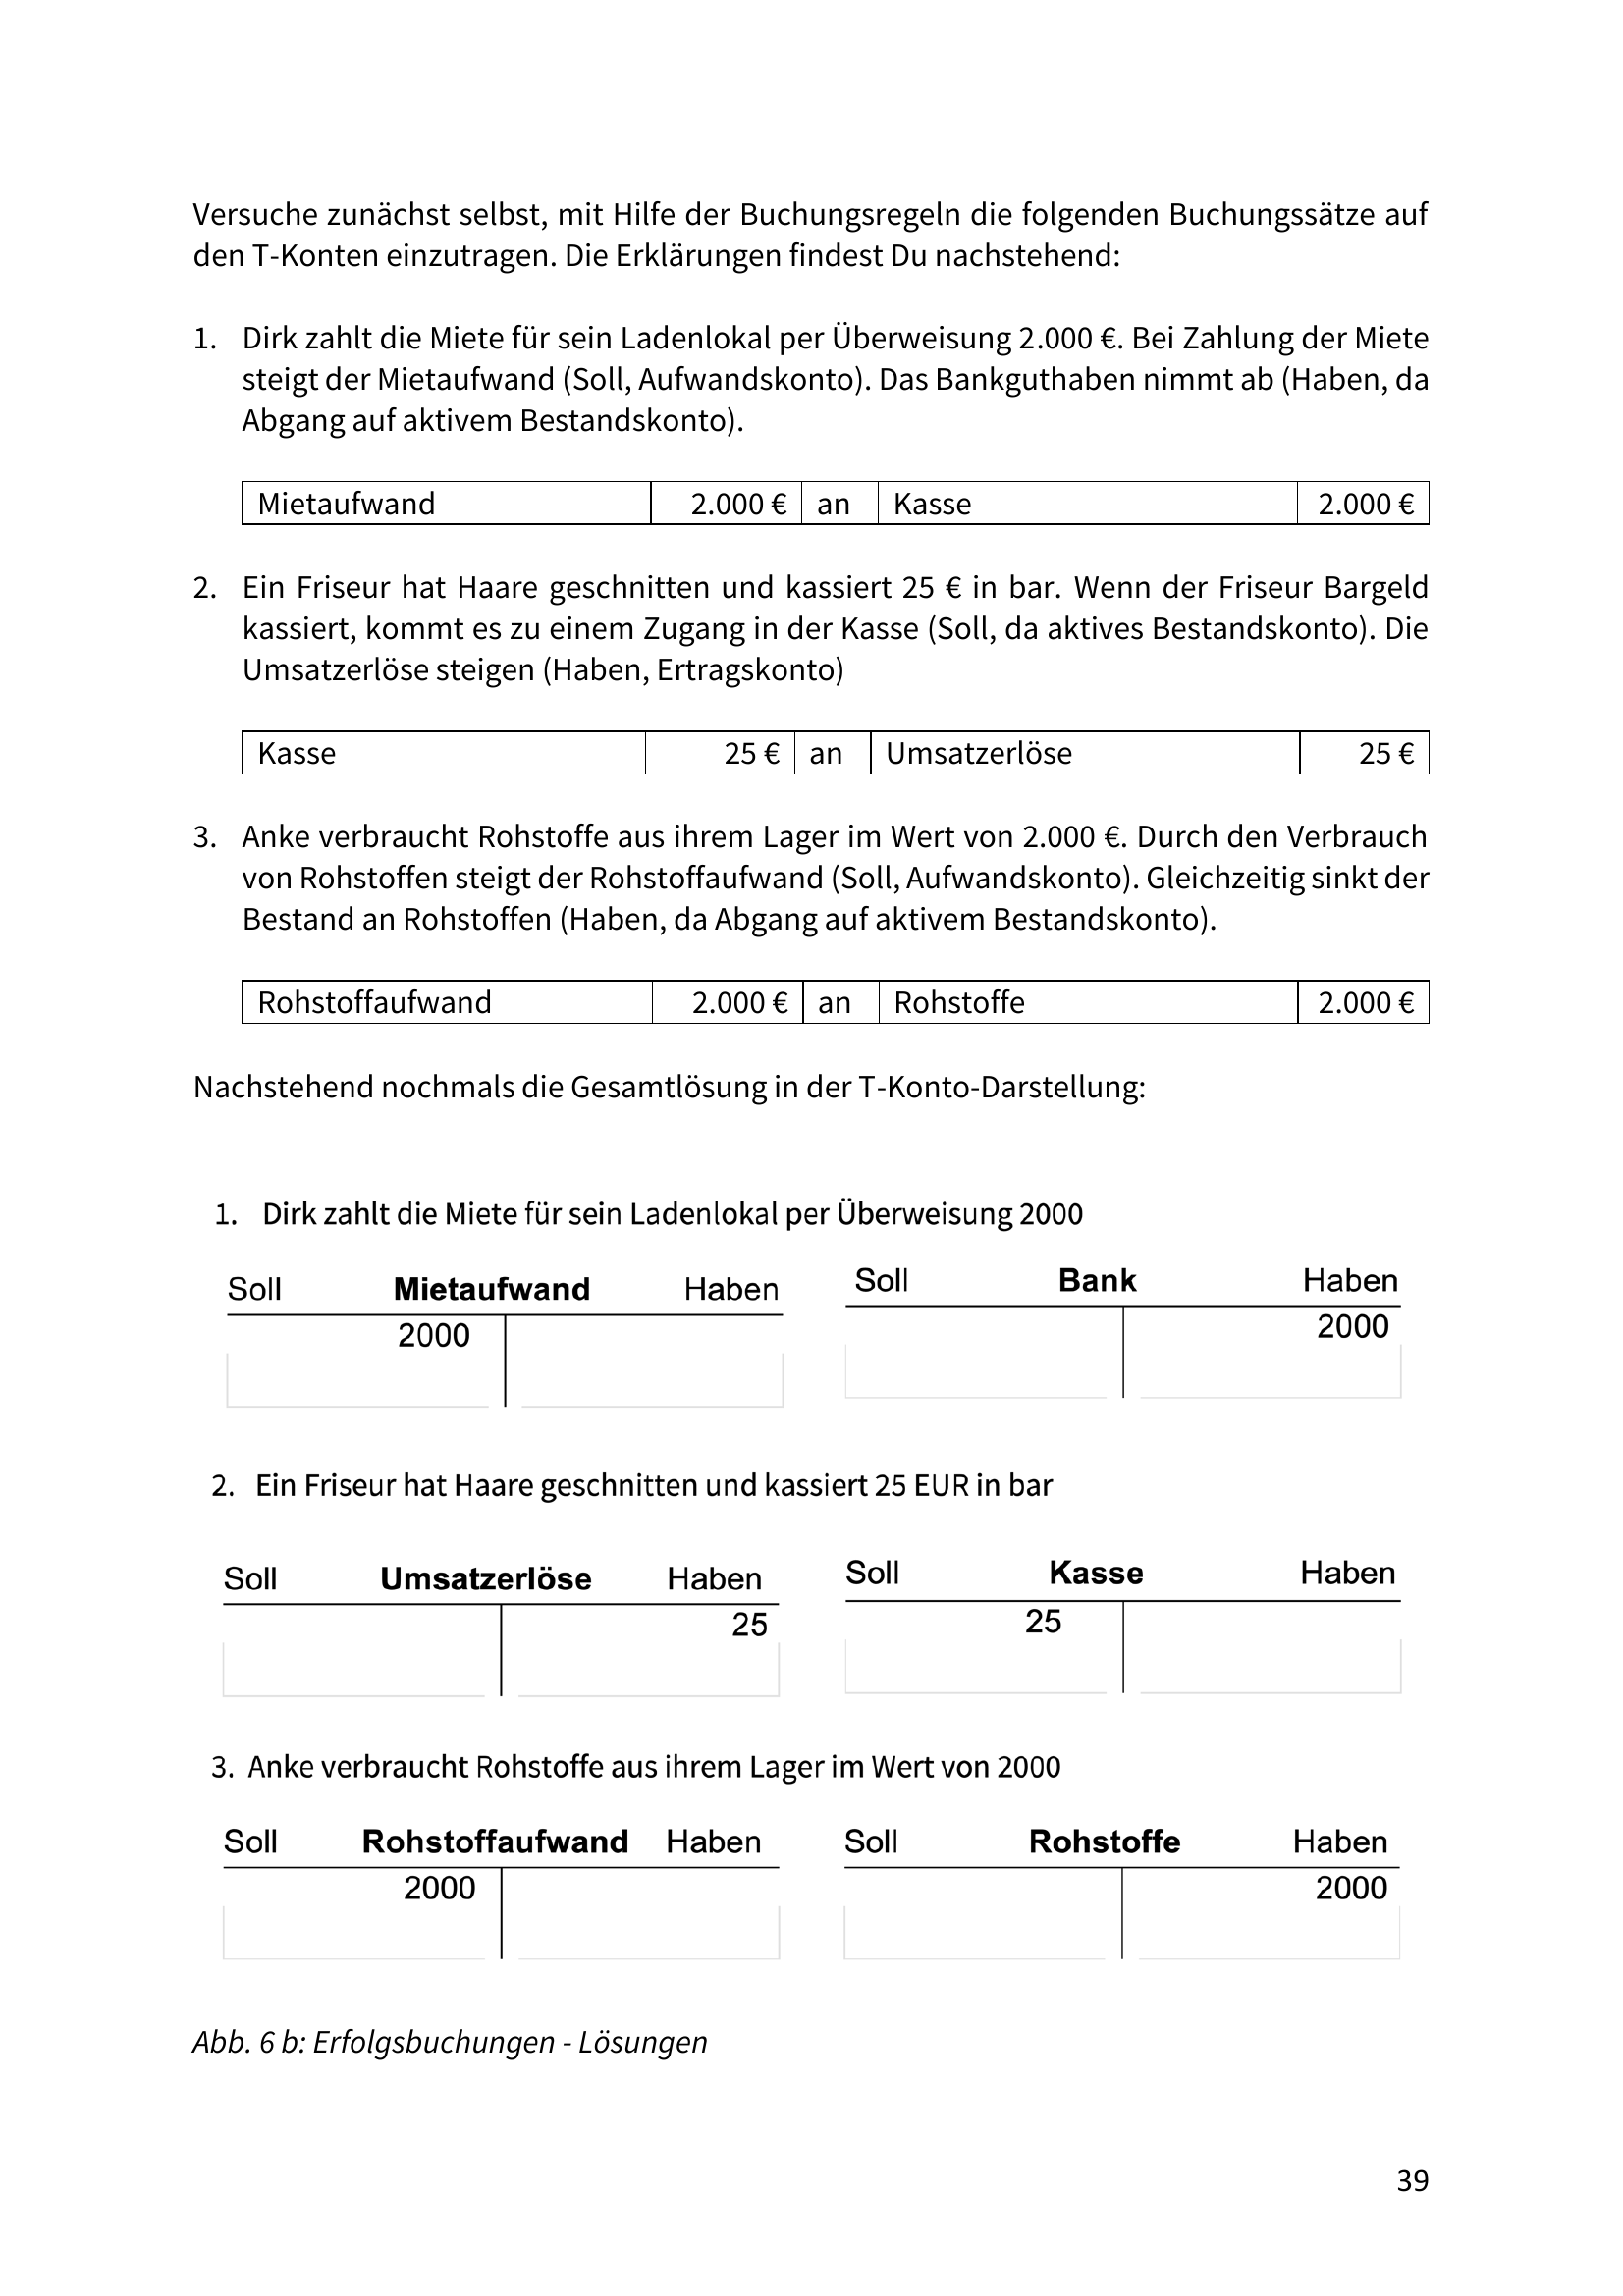 Versuche zunächst selbst, mit Hilfe der Buchungsregeln die folgenden Buchungssätze auf
den T-Konten einzutragen. Die Erklärungen findest Du nachstehend:
1. Dirk zahlt die Miete für sein Ladenlokal per Überweisung 2.000 €. Bei Zahlung der Miete
steigt der Mietaufwand (Soll, Aufwandskonto). Das Bankguthaben nimmt ab (Haben, da
Abgang auf aktivem Bestandskonto).
Mietaufwand 2.000 € an Kasse 2.000 €
2. Ein Friseur hat Haare geschnitten und kassiert 25 € in bar. Wenn der Friseur Bargeld
kassiert, kommt es zu einem Zugang in der Kasse (Soll, da aktives Bestandskonto). Die
Umsatzerlöse steigen (Haben, Ertragskonto)
Kasse 25 € an Umsatzerlöse 25 €
3. Anke verbraucht Rohstoffe aus ihrem Lager im Wert von 2.000 €. Durch den Verbrauch
von Rohstoffen steigt der Rohstoffaufwand (Soll, Aufwandskonto). Gleichzeitig sinkt der
Bestand an Rohstoffen (Haben, da Abgang auf aktivem Bestandskonto).
Rohstoffaufwand 2.000 € an Rohstoffe 2.000 €
Nachstehend nochmals die Gesamtlösung in der T-Konto-Darstellung:
1. Dirk zahlt die Miete für sein Ladenlokal per Überweisung 2000
Soll Mietaufwand Haben
2000
Soll Bank Haben
2000
2. Ein Friseur hat Haare geschnitten und kassiert 25 EUR in bar
Soll Umsatzerlöse Haben
25
Soll Kasse Haben
25
3. Anke verbraucht Rohstoffe aus ihrem Lager im Wert von 2000
Soll Rohstoffaufwand Haben
2000
Soll Rohstoffe Haben
2000
Abb. 6 b: Erfolgsbuchungen - Lösungen
39